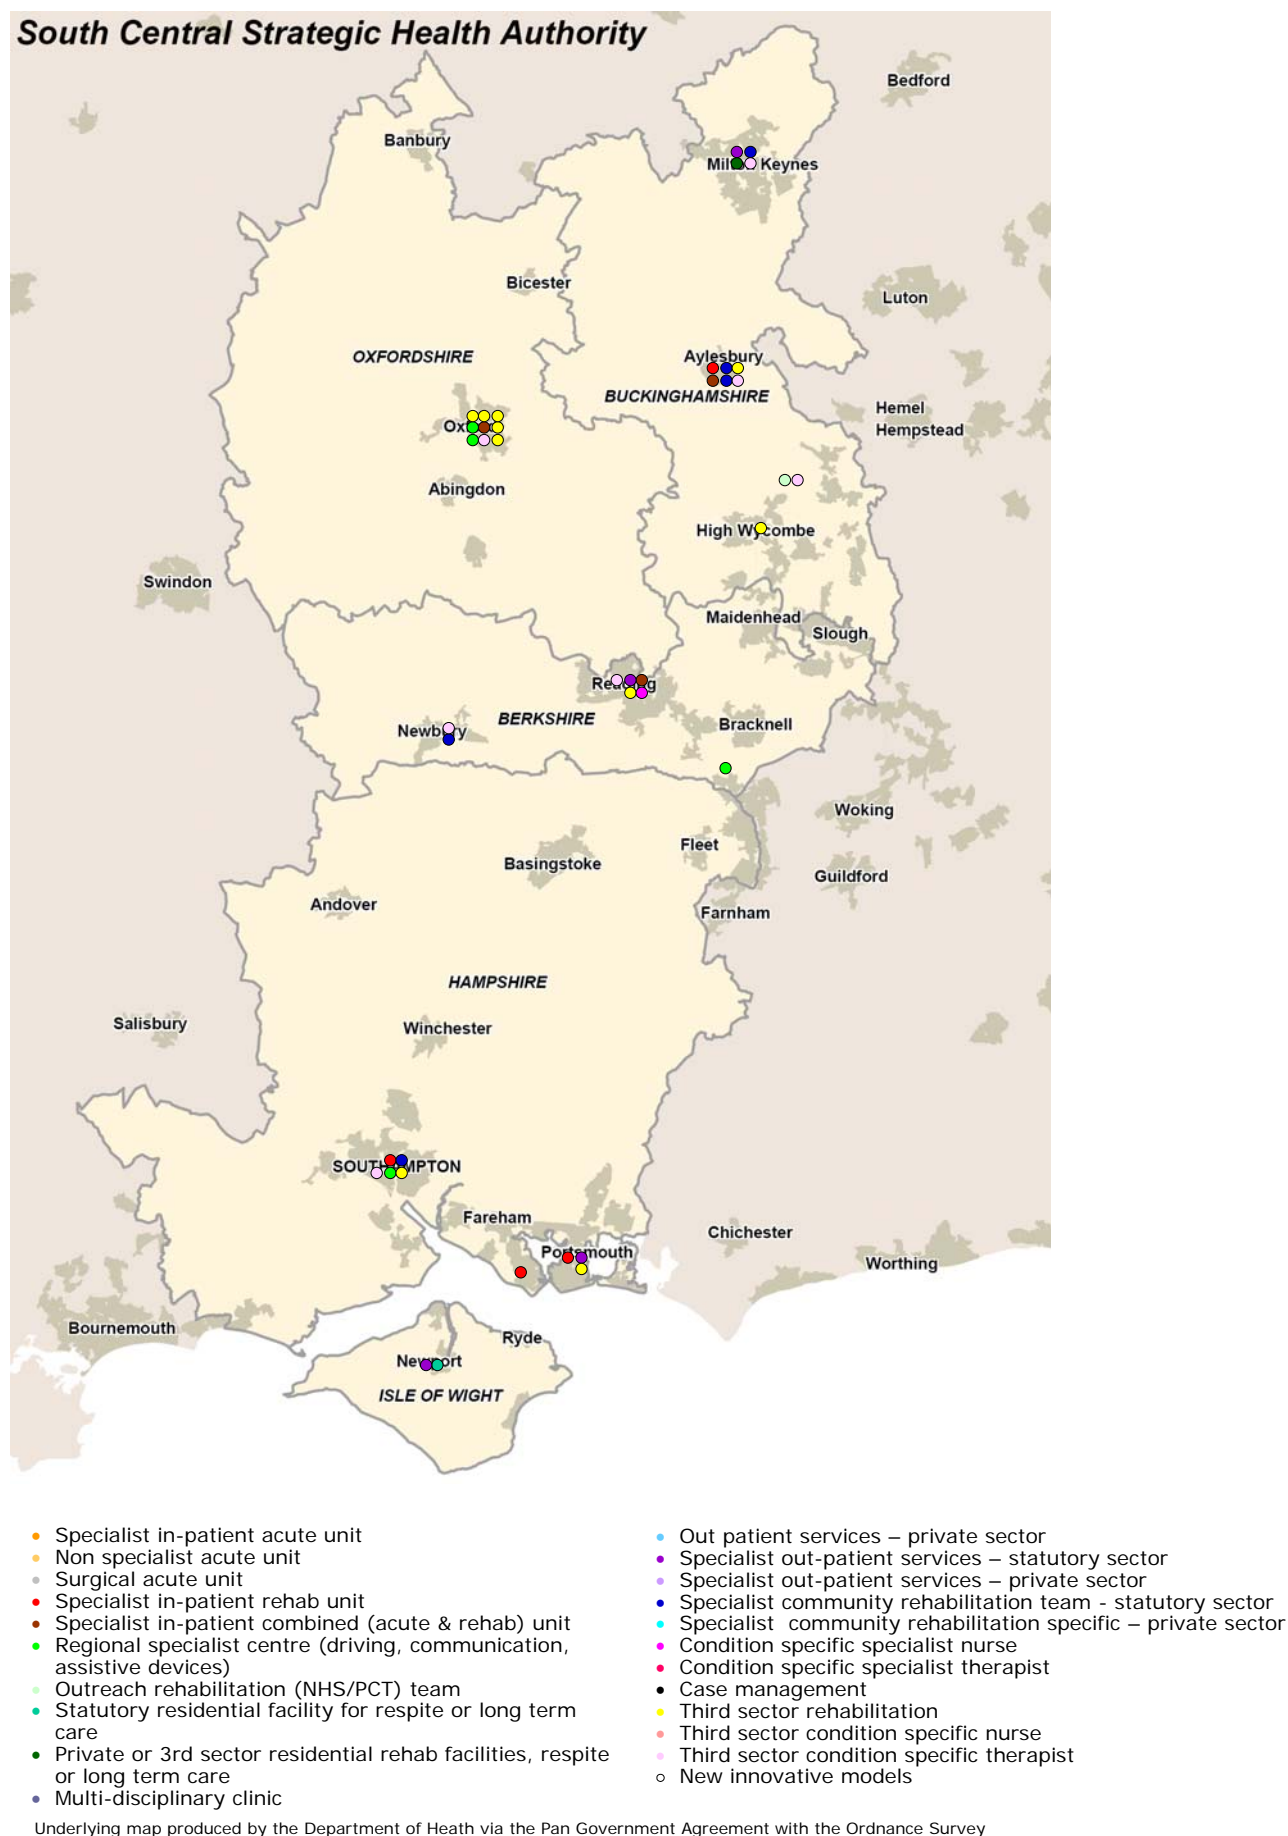 South Central Strategic Health Authority
Bedford
Banbury
Milton Keynes
Bicester
Luton
OXFORDSHIRE
Aylesbury
BUCKINGHAMSHIRE
Hemel
Hempstead
Oxford
Abingdon
High Wycombe
Swindon
Maidenhead
Slough
Reading
BERKSHIRE
Newbury
Bracknell
Woking
Fleet
Basingstoke
Guildford
Andover
Farnham
HAMPSHIRE
Salisbury
Winchester
SOUTHAMPTON
Fareham
Chichester
Portsmouth
Worthing
Bournemouth
Ryde
Newport
ISLE OF WIGHT
Specialist in-patient acute unit
Non specialist acute unit
Surgical acute unit
Specialist in-patient rehab unit
Specialist in-patient combined (acute & rehab) unit
Regional specialist centre (driving, communication,
assistive devices)
Outreach rehabilitation (NHS/PCT) team
Statutory residential facility for respite or long term
care
Private or 3rd sector residential rehab facilities, respite
or long term care
Multi-disciplinary clinic
Out patient services – private sector
Specialist out-patient services – statutory sector
Specialist out-patient services – private sector
Specialist community rehabilitation team - statutory sector
Specialist community rehabilitation specific – private sector
Condition specific specialist nurse
Condition specific specialist therapist
Case management
Third sector rehabilitation
Third sector condition specific nurse
Third sector condition specific therapist
New innovative models
Underlying map produced by the Department of Heath via the Pan Government Agreement with the Ordnance Survey